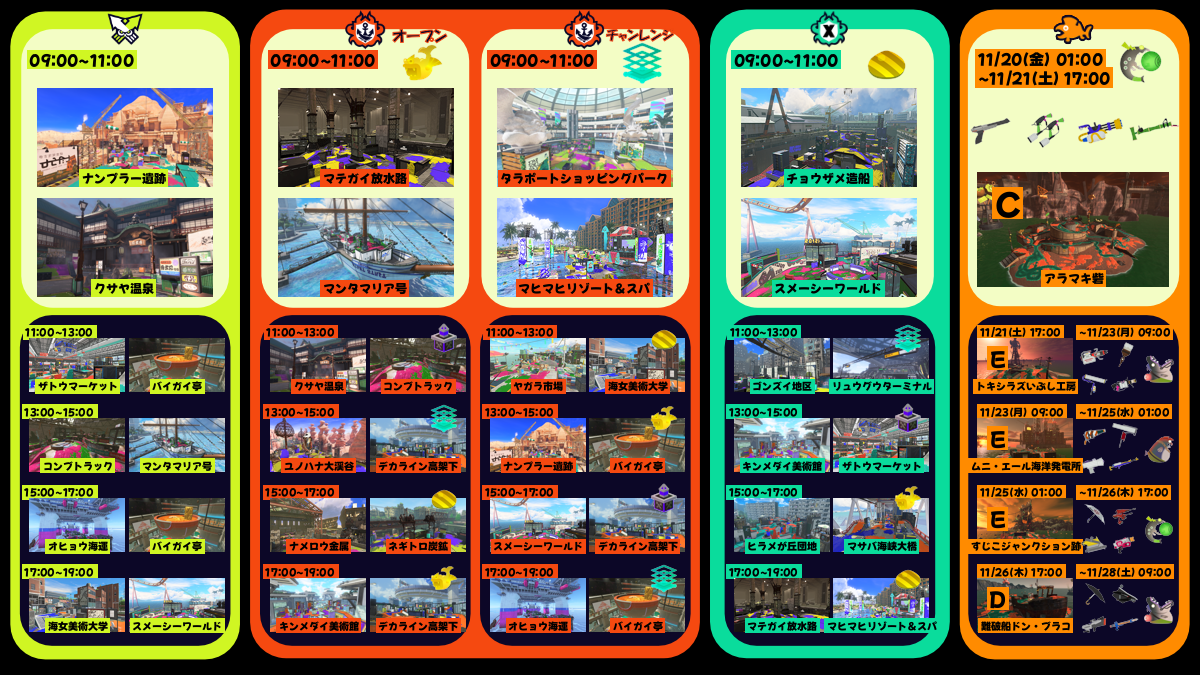 09:00~11:00
ナンプラー遺跡
クサヤ温泉
11:00~13:00
ザトウマーケット
バイガイ亭
13:00~15:00
コンブトラック
マンタマリア号
15:00~17:00
オヒョウ海運
バイガイ亭
17:00~19:00
海女美術大学
スメーシーワールド
オープン
09:00~11:00
マテガイ放水路
マンタマリア号
チャンレンジ
09:00~11:00
タラポートショッピングパーク
マヒマヒリゾート&スパ
11:00~13:00
クサヤ温泉
コンブトラック
13:00~15:00
ユノハナ大渓谷
デカライン高架下
15:00~17:00
ナメロウ金属
ネギトロ炭鉱
17:00~19:00
キンメダイ美術館
デカライン高架下
11:00~13:00
ヤガラ市場
海女美術大学
13:00~15:00
ナンプラー遺跡
バイガイ亭
15:00~17:00
スメーシーワールド
デカライン高架下
17:00~19:00
オヒョウ海運
バイガイ亭
X
09:00~11:00
チョウザメ造船
スメーシーワールド
11:00~13:00
ゴンズイ地区
リュウグウターミナル
13:00~15:00
キンメダイ美術館
ザトウマーケット
15:00~17:00
ヒラメが丘団地
マサバ海峡大橋
17:00~19:00
マテガイ放水路
マヒマヒリゾート&スパ
11/20(金) 01:00
~11/21(土) 17:00
C
アラマキ砦
11/21(土) 17:00
~11/23(月) 09:00
E
トキシラズいぶし工房
11/23(月) 09:00
~11/25(水) 01:00
E
ムニ・エール海洋発電所
11/25(水) 01:00
~11/26(木) 17:00
E
すじこジャンクション跡
11/26(木) 17:00
~11/28(土) 09:00
D
難破船ドン・ブラコ